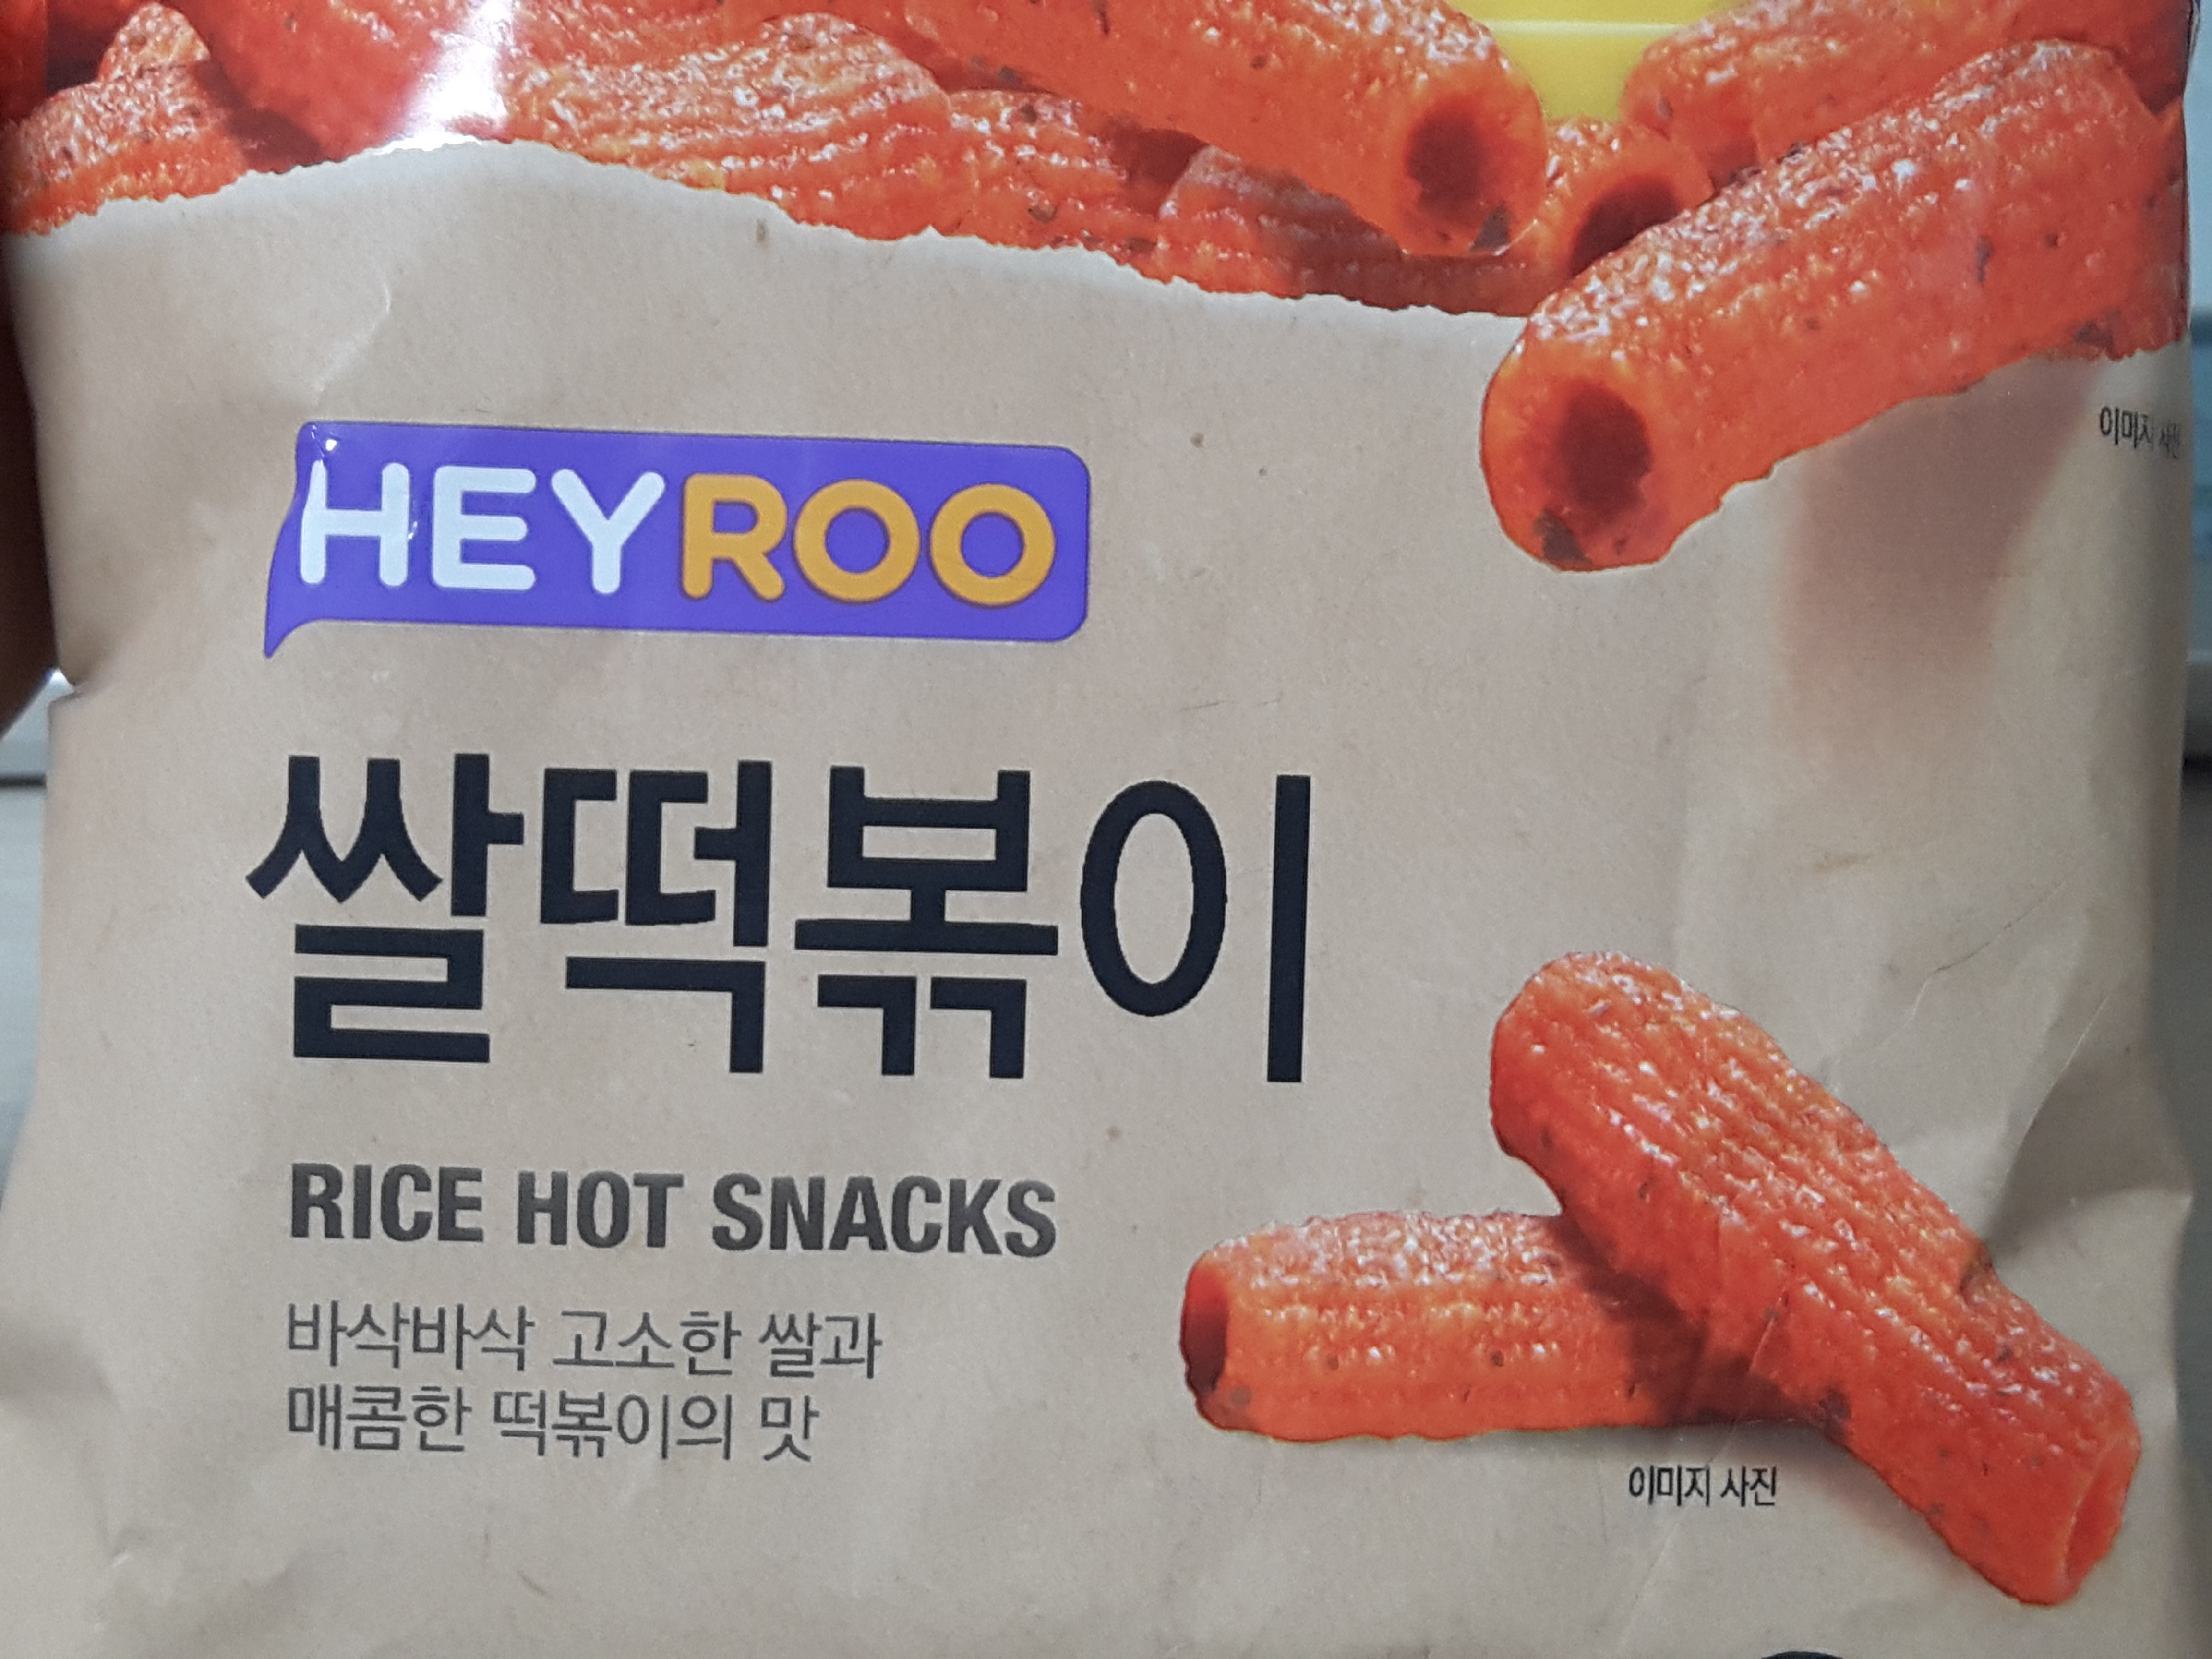 이미지 사진
HEYROO
쌀떡볶이
RICE HOT SNACKS
바삭바삭 고소한 쌀과
매콤한 떡볶이의 맛
이미지 사진